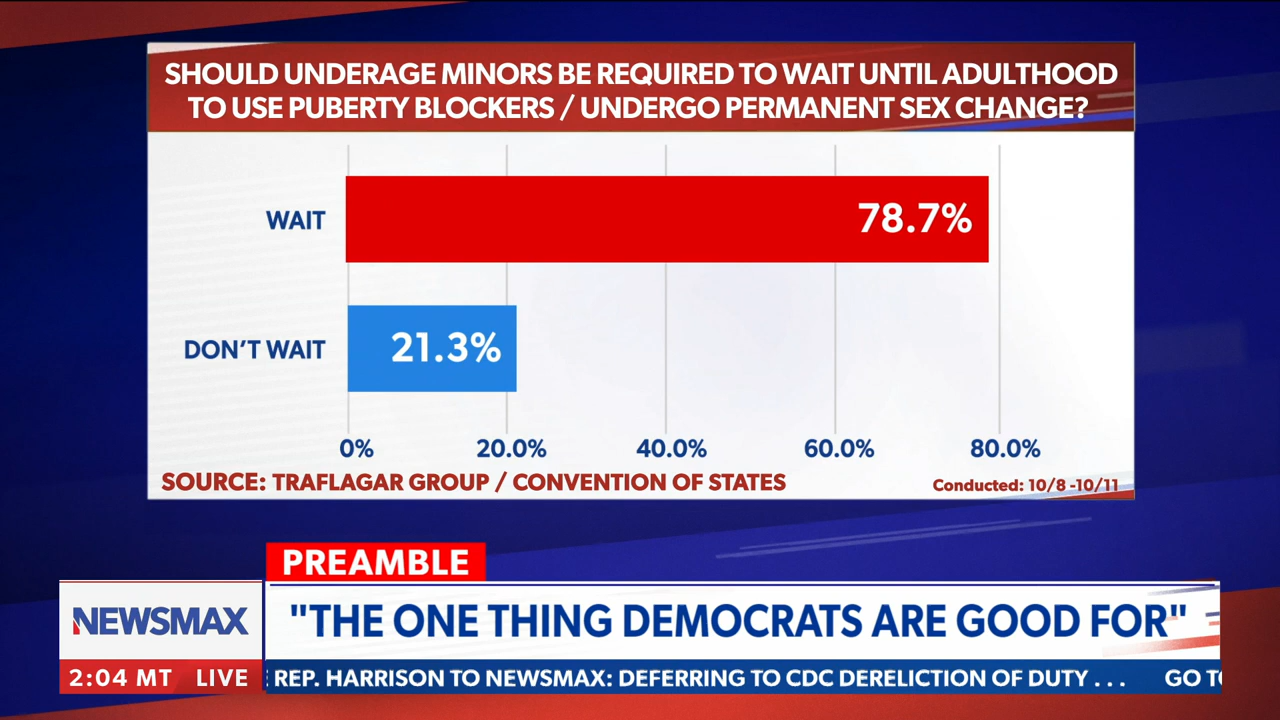 SHOULD UNDERAGE MINORS BE REQUIRED TO WAIT UNTIL ADULTHOOD
TO USE PUBERTY BLOCKERS / UNDERGO PERMANENT SEX CHANGE?
WAIT
78.7%
DON'T WAIT
21.3%
0% 20.0% 40.0% 60.0% 80.0%
SOURCE: TRAFLAGAR GROUP / CONVENTION OF STATES
Conducted: 10/8 -10/11
PREAMBLE
NEWSMAX
"THE ONE THING DEMOCRATS ARE GOOD FOR"
2:04 MT LIVE
REP. HARRISON TO NEWSMAX: DEFERRING TO CDC DERELICTION OF DUTY . . . GO